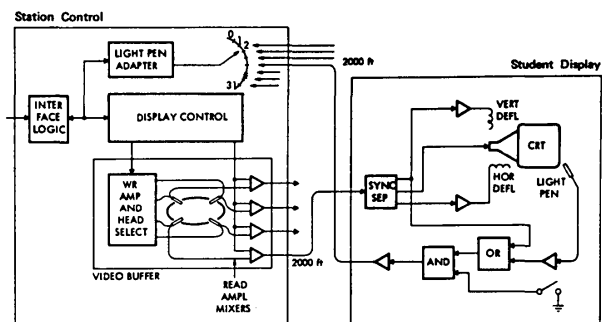 Station Control
0
1
2
31
LIGHT PEN
ADAPTER
2000 ft
INTER
FACE
LOGIC
DISPLAY CONTROL
WR
AMP
AND
HEAD
SELECT
VIDEO BUFFER
READ
AMPL
MIXERS
2000 ft
Student Display
VERT
DEFL
CRT
SYNC
SEP
HOR
DEFL
LIGHT
PEN
AND
OR